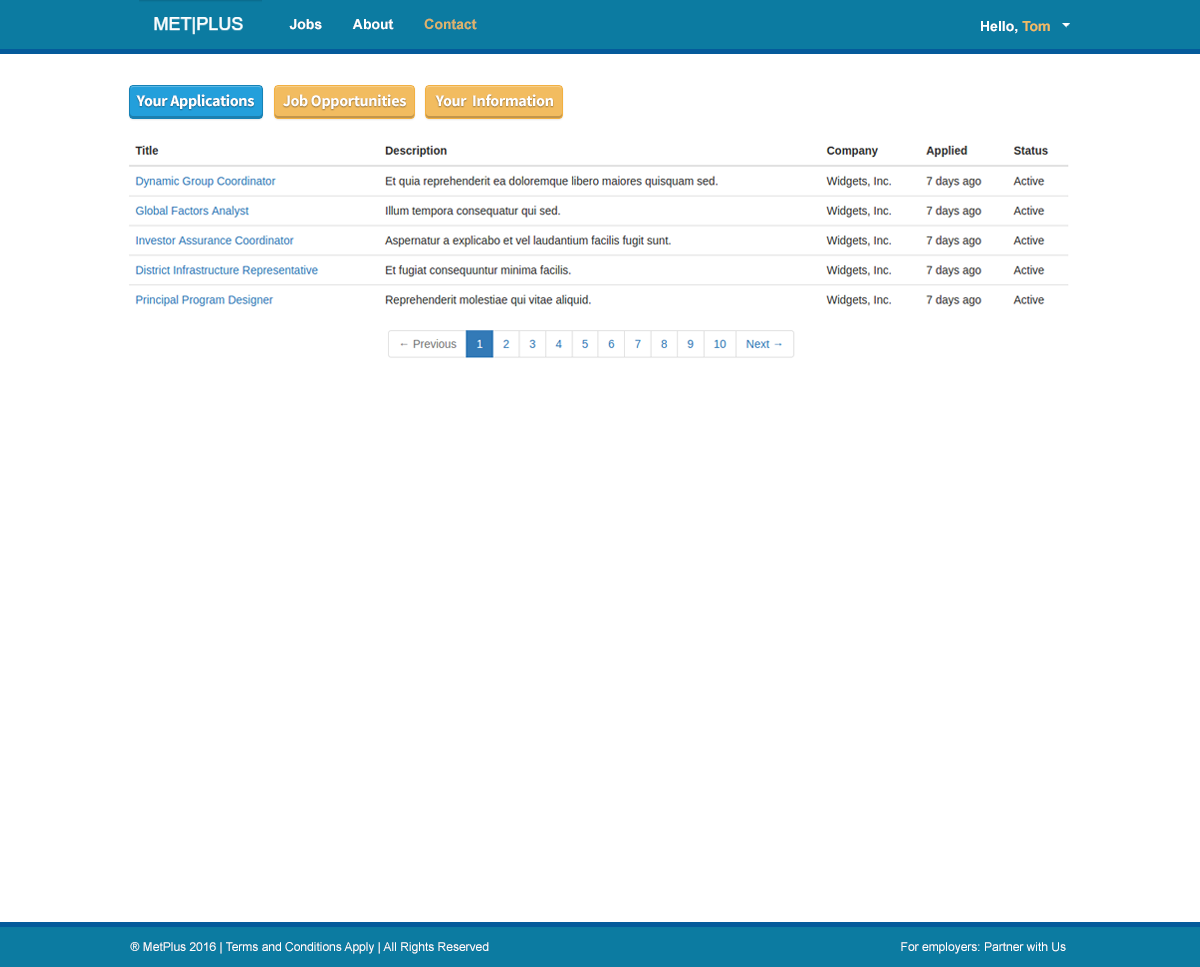 MET|PLUS Jobs About Contact Hello, Tom
Your Applications Job Opportunities Your Information
Title Description Company Applied Status
Dynamic Group Coordinator Et quia reprehenderit ea doloremque libero maiores quisquam sed. Widgets, Inc. 7 days ago Active
Global Factors Analyst Illum tempora consequatur qui sed. Widgets, Inc. 7 days ago Active
Investor Assurance Coordinator Aspernatur a explicabo et vel laudantium facilis fugit sunt. Widgets, Inc. 7 days ago Active
District Infrastructure Representative Et fugiat consequuntur minima facilis. Widgets, Inc. 7 days ago Active
Principal Program Designer Reprehenderit molestiae qui vitae aliquid. Widgets, Inc. 7 days ago Active
← Previous 1 2 3 4 5 6 7 8 9 10 Next →
® MetPlus 2016 | Terms and Conditions Apply | All Rights Reserved For employers: Partner with Us